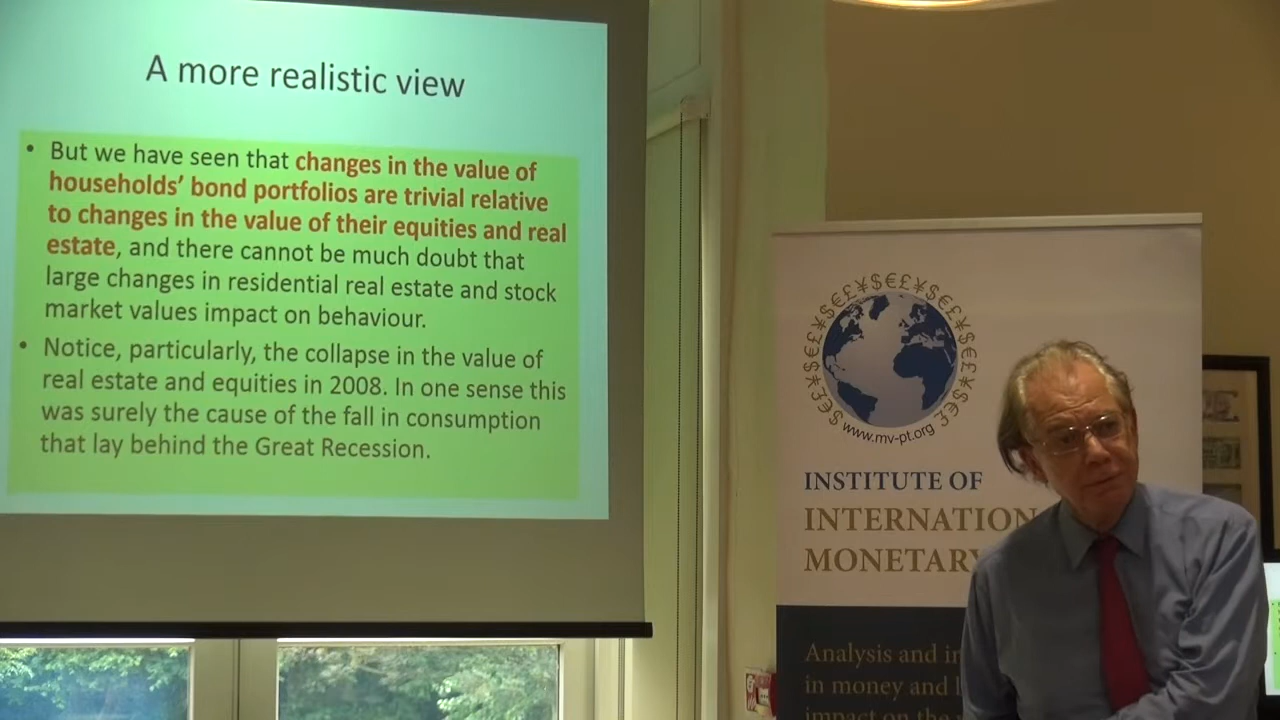 A more realistic view
• But we have seen that changes in the value of
households' bond portfolios are trivial relative
to changes in the value of their equities and real
estate, and there cannot be much doubt that
large changes in residential real estate and stock
market values impact on behaviour.
• Notice, particularly, the collapse in the value of
real estate and equities in 2008. In one sense this
was surely the cause of the fall in consumption
that lay behind the Great Recession.
www.mv-pt.org
INSTITUTE OF
INTERNATION
MONETARY
Analysis and in
in money and
impact on the